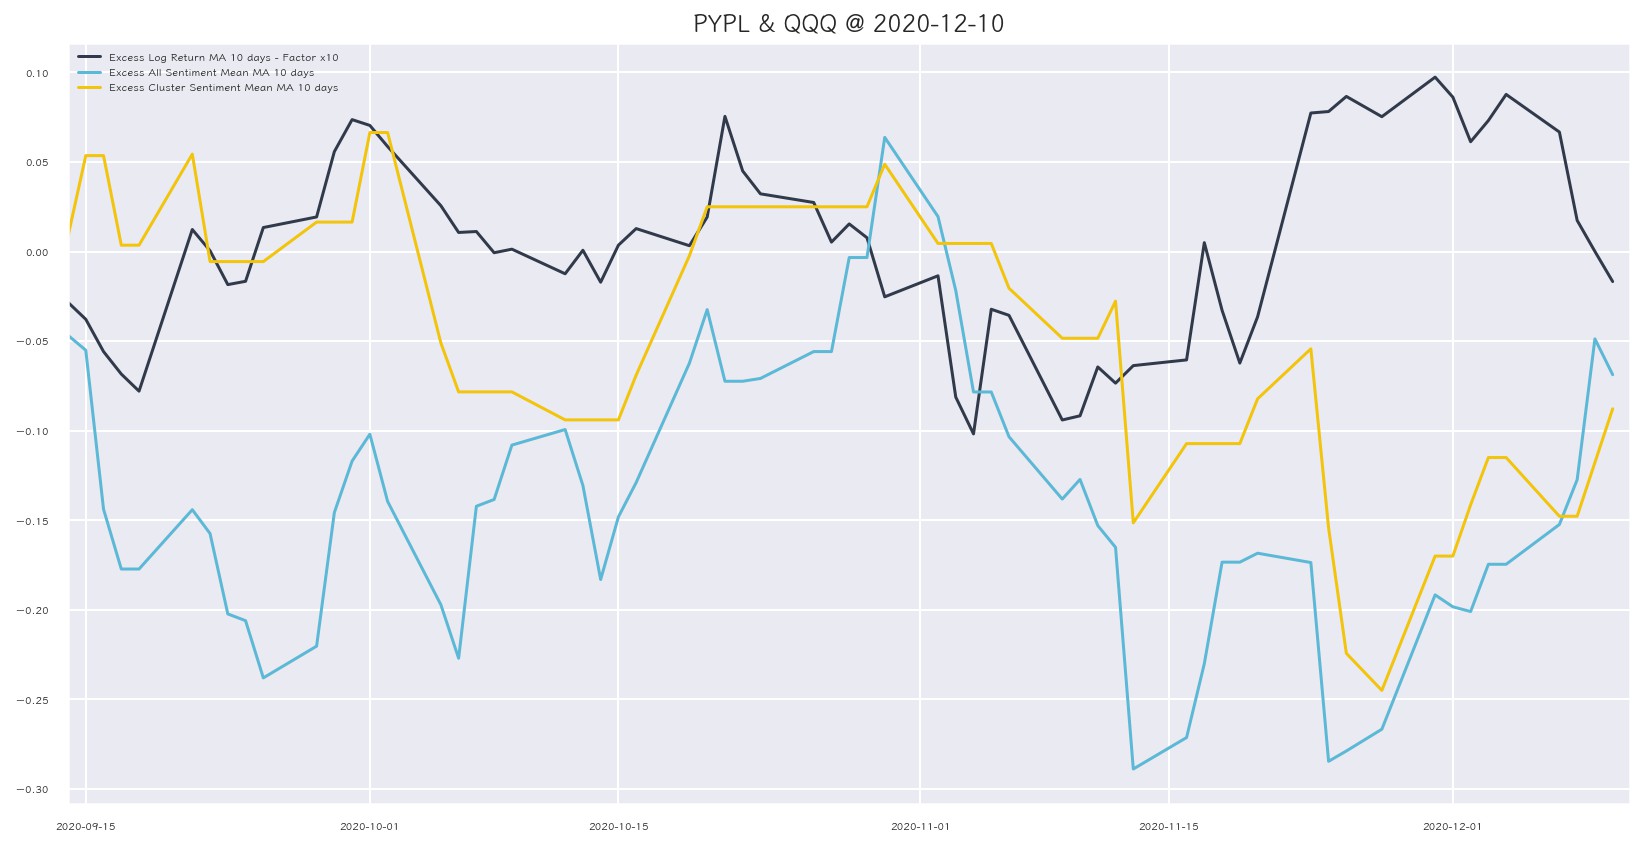 PYPL & QQQ @ 2020-12-10
Excess Log Return MA 10 days - Factor x10
Excess All Sentiment Mean MA 10 days
Excess Cluster Sentiment Mean MA 10 days
0.10
0.05
0.00
−0.05
−0.10
−0.15
−0.20
−0.25
−0.30
2020-09-15 2020-10-01 2020-10-15 2020-11-01 2020-11-15 2020-12-01